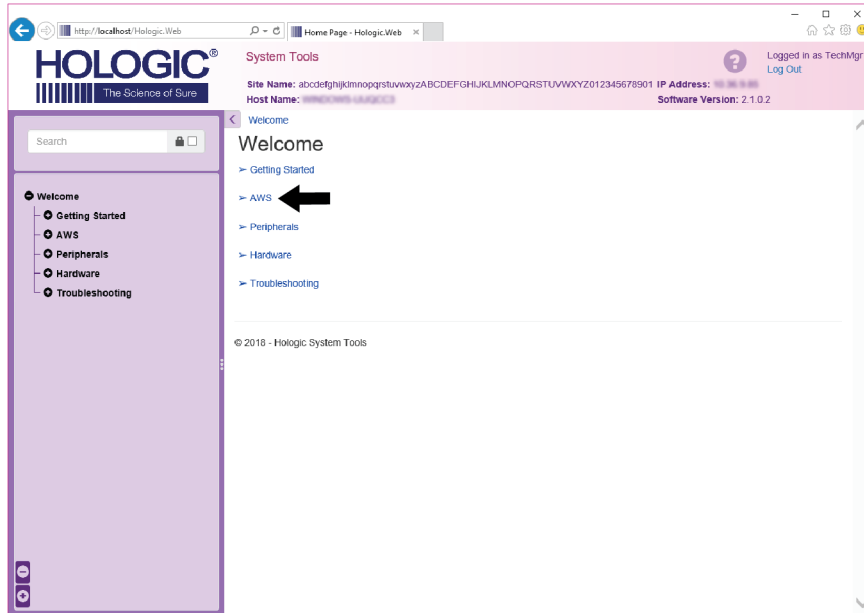 http://localhost/Hologic.Web
Home Page - Hologic.Web
HOLOGIC®
The Science of Sure
System Tools
Logged in as TechMgr
Log Out
Site Name: abcdefghijklmnopqrstuvwxyzABCDEFGHIJKLMNOPQRSTUVWXYZ012345678901 IP Address:
Host Name:
Software Version: 2.1.0.2
Search
Welcome
Getting Started
AWS
Peripherals
Hardware
Troubleshooting
Welcome
Welcome
➢ Getting Started
➢ AWS
➢ Peripherals
➢ Hardware
➢ Troubleshooting
© 2018 - Hologic System Tools